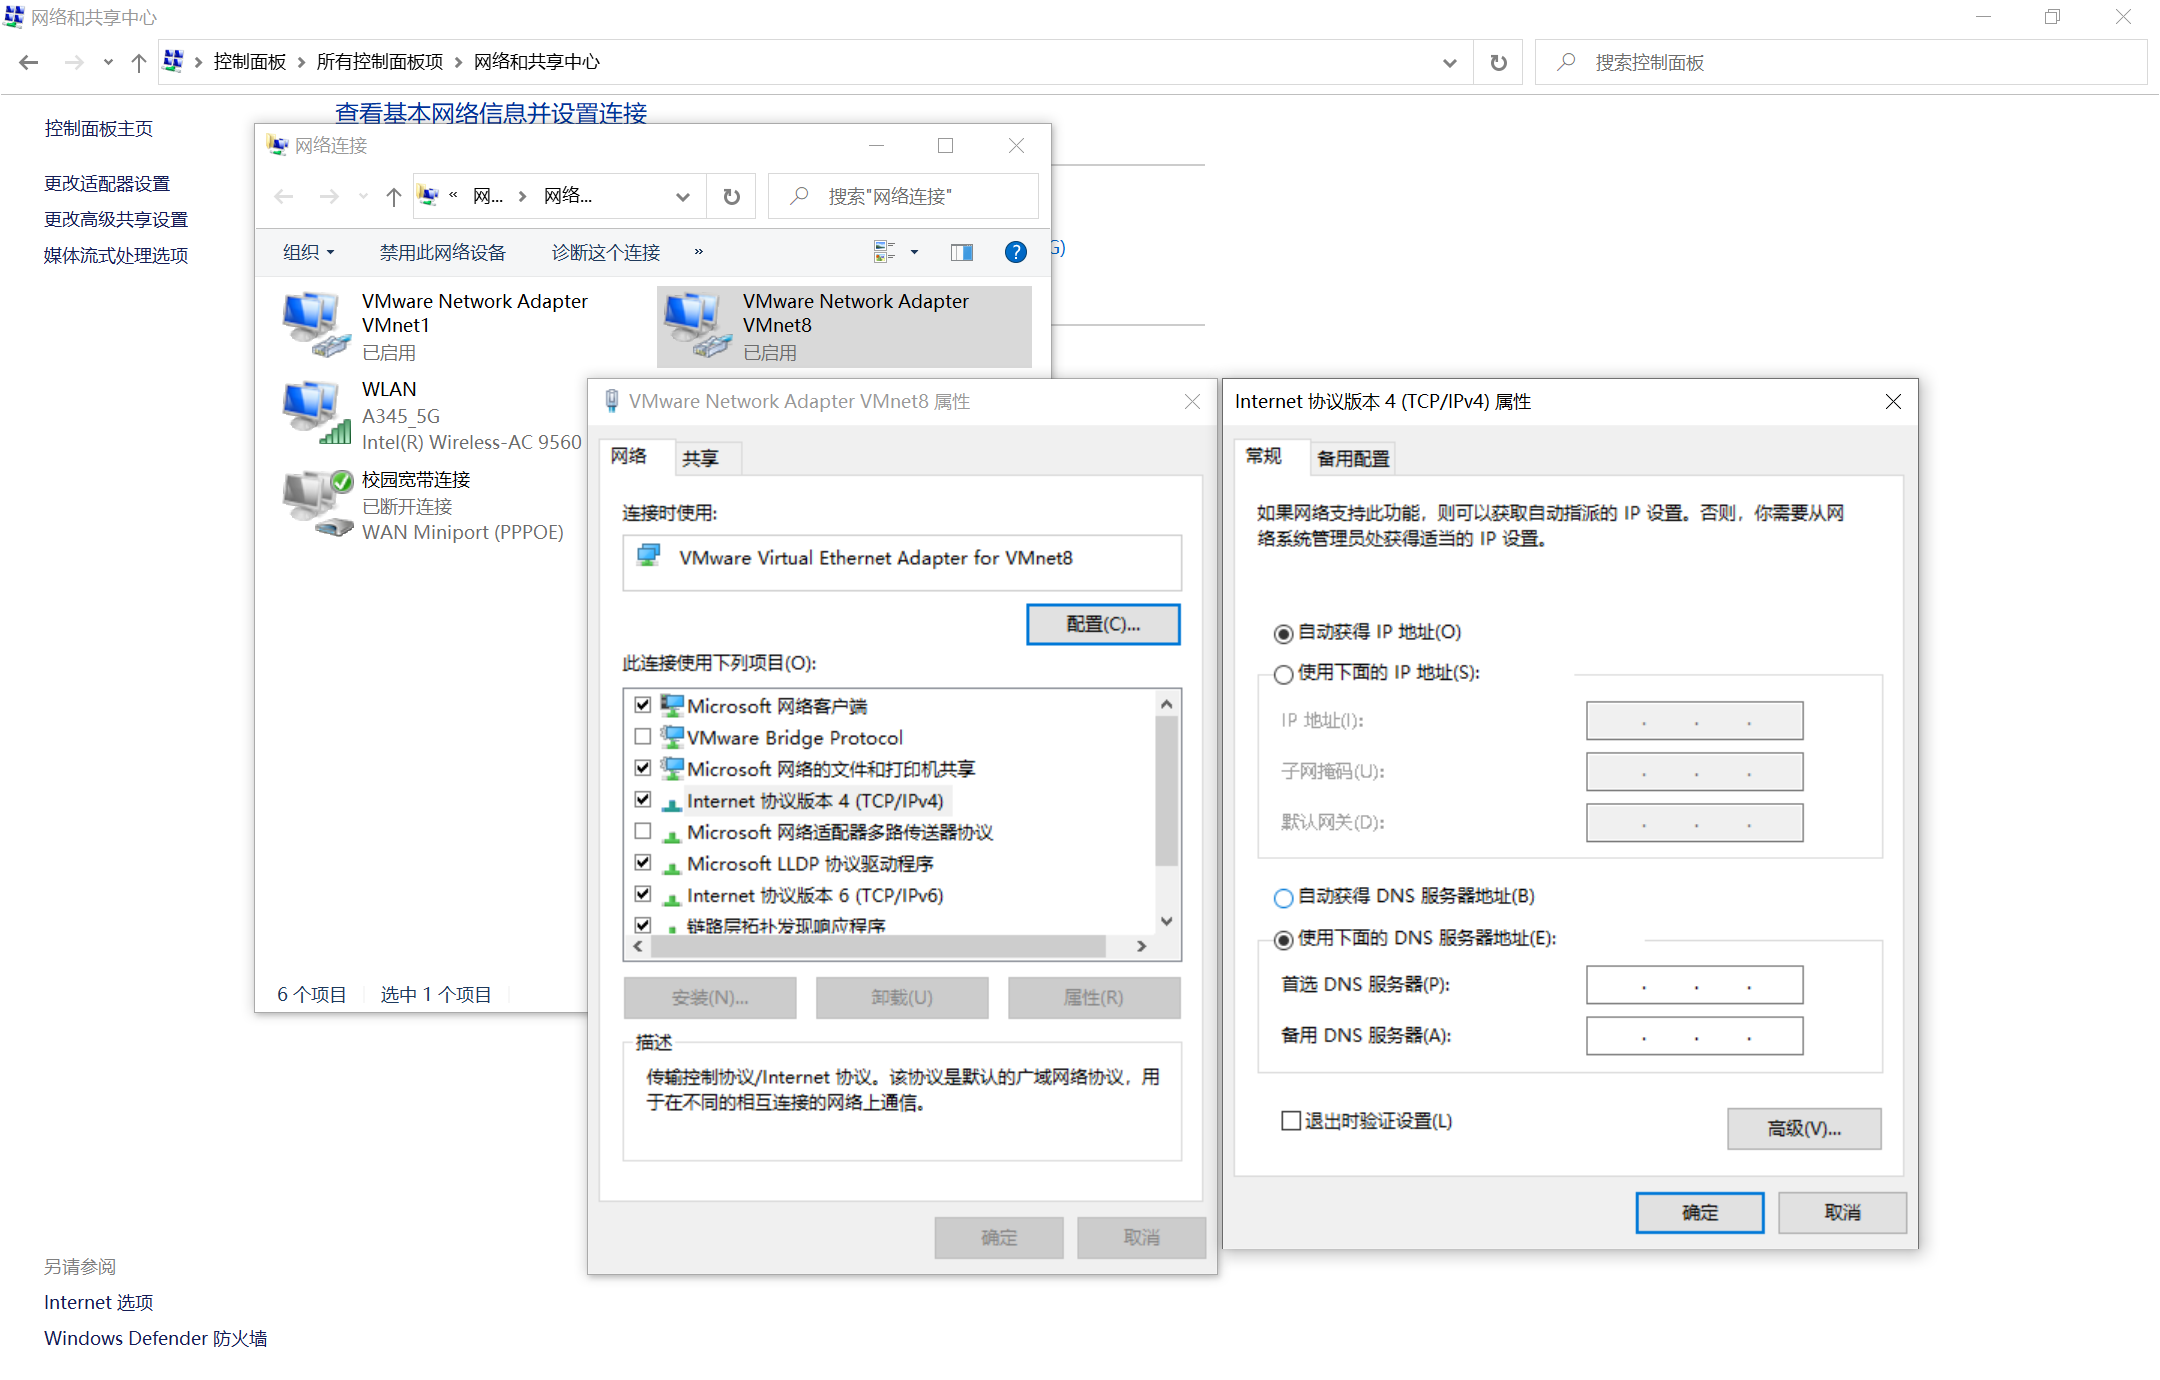 网络和共享中心
控制面板 所有控制面板项 网络和共享中心
搜索控制面板
控制面板主页
更改适配器设置
更改高级共享设置
媒体流式处理选项
查看基本网络信息并设置连接
G)
网络连接
« 网... 网络...
搜索"网络连接"
组织 禁用此网络设备 诊断这个连接 »
VMware Network Adapter
VMnet1
已启用
VMware Network Adapter
VMnet8
已启用
WLAN
A345_5G
Intel(R) Wireless-AC 9560
校园宽带连接
已断开连接
WAN Miniport (PPPOE)
6 个项目 选中 1 个项目
VMware Network Adapter VMnet8 属性
网络 共享
连接时使用:
VMware Virtual Ethernet Adapter for VMnet8
配置(C)...
此连接使用下列项目(O):
Microsoft 网络客户端
VMware Bridge Protocol
Microsoft 网络的文件和打印机共享
Internet 协议版本 4 (TCP/IPv4)
Microsoft 网络适配器多路传送器协议
Microsoft LLDP 协议驱动程序
Internet 协议版本 6 (TCP/IPv6)
链路层拓扑发现响应程序
安装(N)... 卸载(U) 属性(R)
描述
传输控制协议/Internet 协议。该协议是默认的广域网络协议，用
于在不同的相互连接的网络上通信。
确定 取消
Internet 协议版本 4 (TCP/IPv4) 属性
常规 备用配置
如果网络支持此功能，则可以获取自动指派的 IP 设置。否则，你需要从网
络系统管理员处获得适当的 IP 设置。
自动获得 IP 地址(O)
使用下面的 IP 地址(S):
IP 地址(I):
子网掩码(U):
默认网关(D):
自动获得 DNS 服务器地址(B)
使用下面的 DNS 服务器地址(E):
首选 DNS 服务器(P):
备用 DNS 服务器(A):
退出时验证设置(L)
高级(V)...
确定 取消
另请参阅
Internet 选项
Windows Defender 防火墙